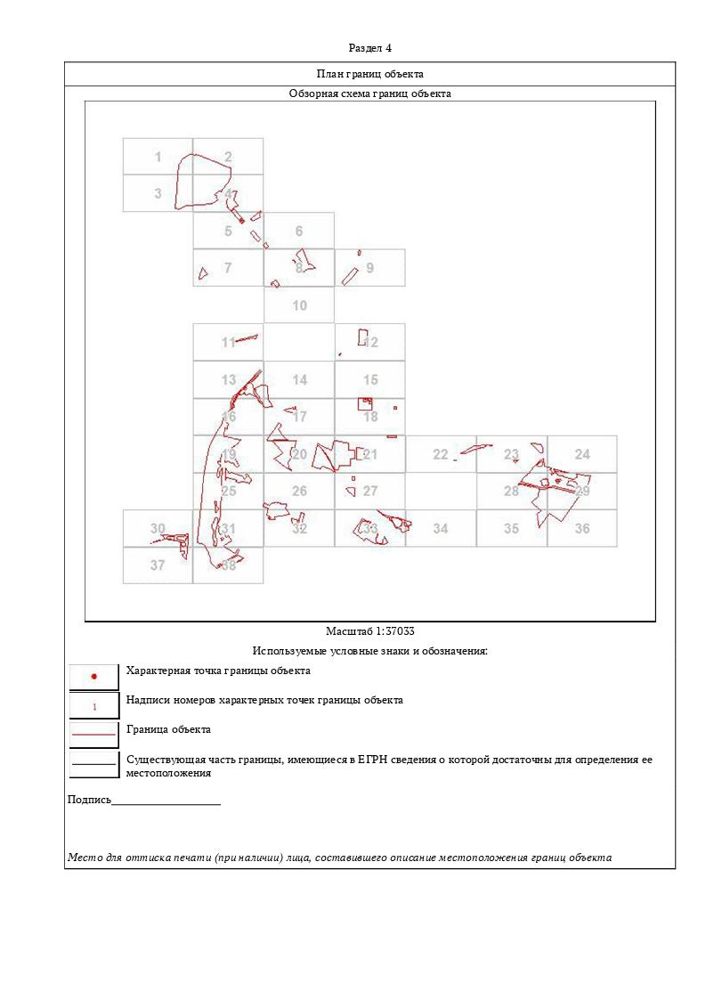 Раздел 4
План границ объекта
Обзорная схема границ объекта
1 2
3 4
5 6
7 8 9
10
11 12
13 14 15
16 17 18
19 20 21 22 23 24
25 26 27 28 29
30 31 32 33 34 35 36
37 38
Масштаб 1:37033
Используемые условные знаки и обозначения:
Характерная точка границы объекта
1 Надписи номеров характерных точек границы объекта
Граница объекта
Существующая часть границы, имеющиеся в ЕГРН сведения о которой достаточны для определения ее
местоположения
Подпись____________________
Место для оттиска печати (при наличии) лица, составившего описание местоположения границ объекта